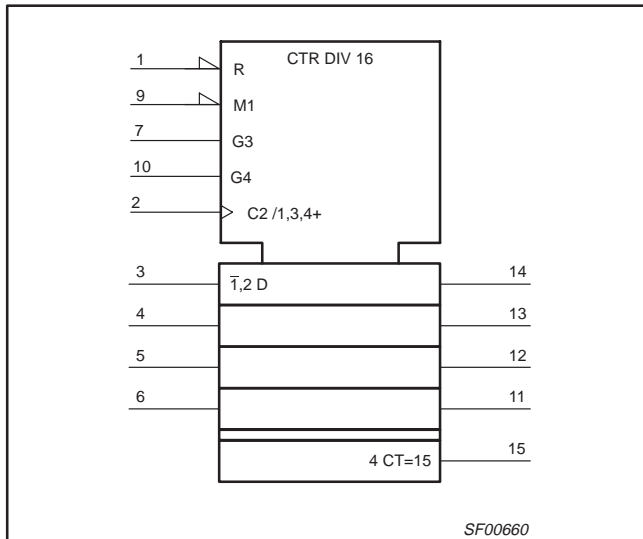 CTR DIV 16
1 R
9 M1
7 G3
10 G4
2 C2 /1,3,4+
3 1̅,2 D 14
4 13
5 12
6 11
4 CT=15 15
SF00660